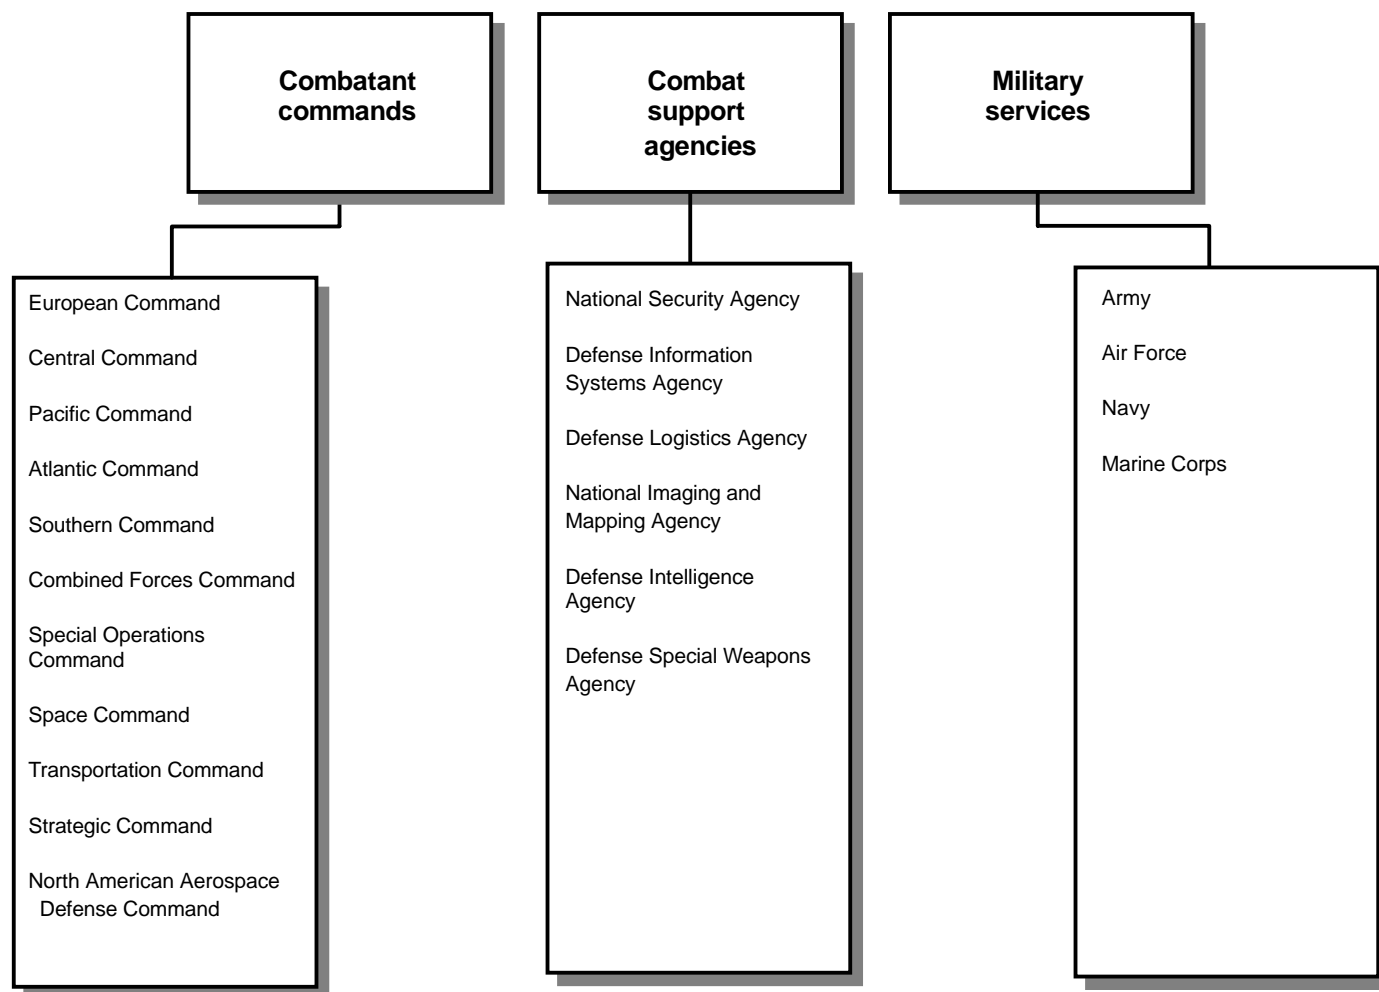 Combatant
commands
Combat
support
agencies
Military
services
European Command
Central Command
Pacific Command
Atlantic Command
Southern Command
Combined Forces Command
Special Operations
Command
Space Command
Transportation Command
Strategic Command
North American Aerospace
Defense Command
National Security Agency
Defense Information
Systems Agency
Defense Logistics Agency
National Imaging and
Mapping Agency
Defense Intelligence
Agency
Defense Special Weapons
Agency
Army
Air Force
Navy
Marine Corps